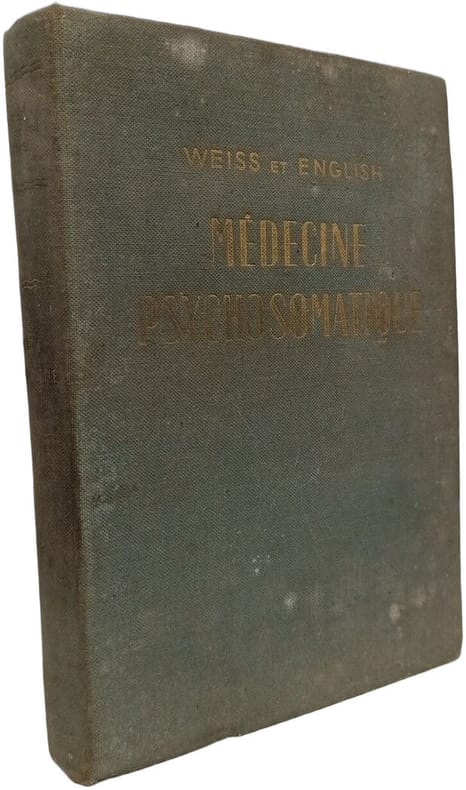 WEISS ET ENGLISH
MÉDECINE
PSYCHOSOMATIQUE